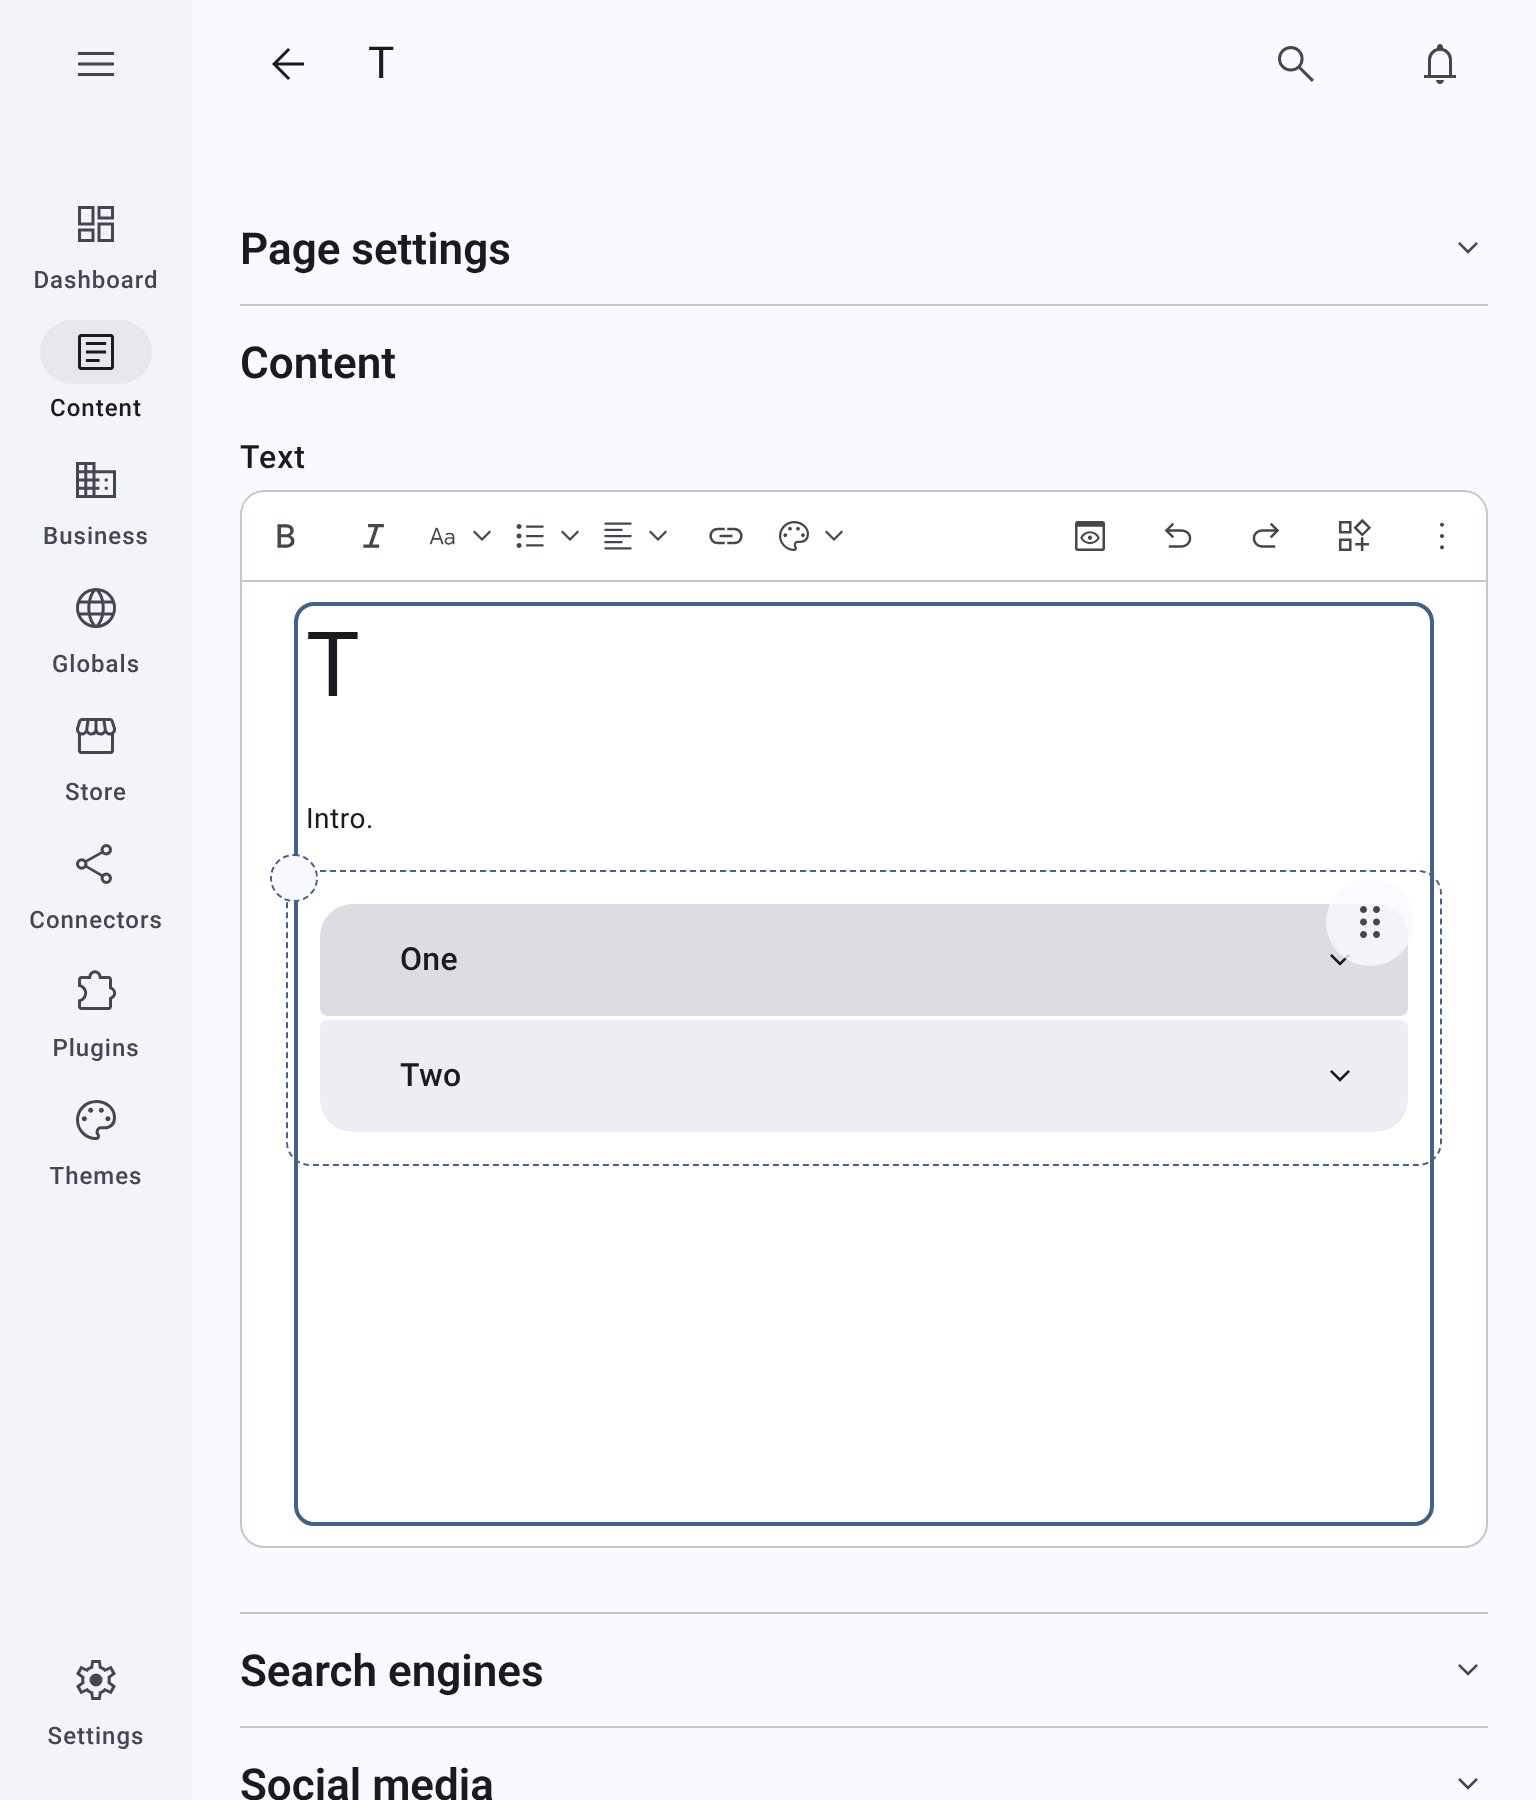 T
Dashboard
Content
Business
Globals
Store
Connectors
Plugins
Themes
Settings
Page settings
Content
Text
B I Aa
T
Intro.
One
Two
Search engines
Social media